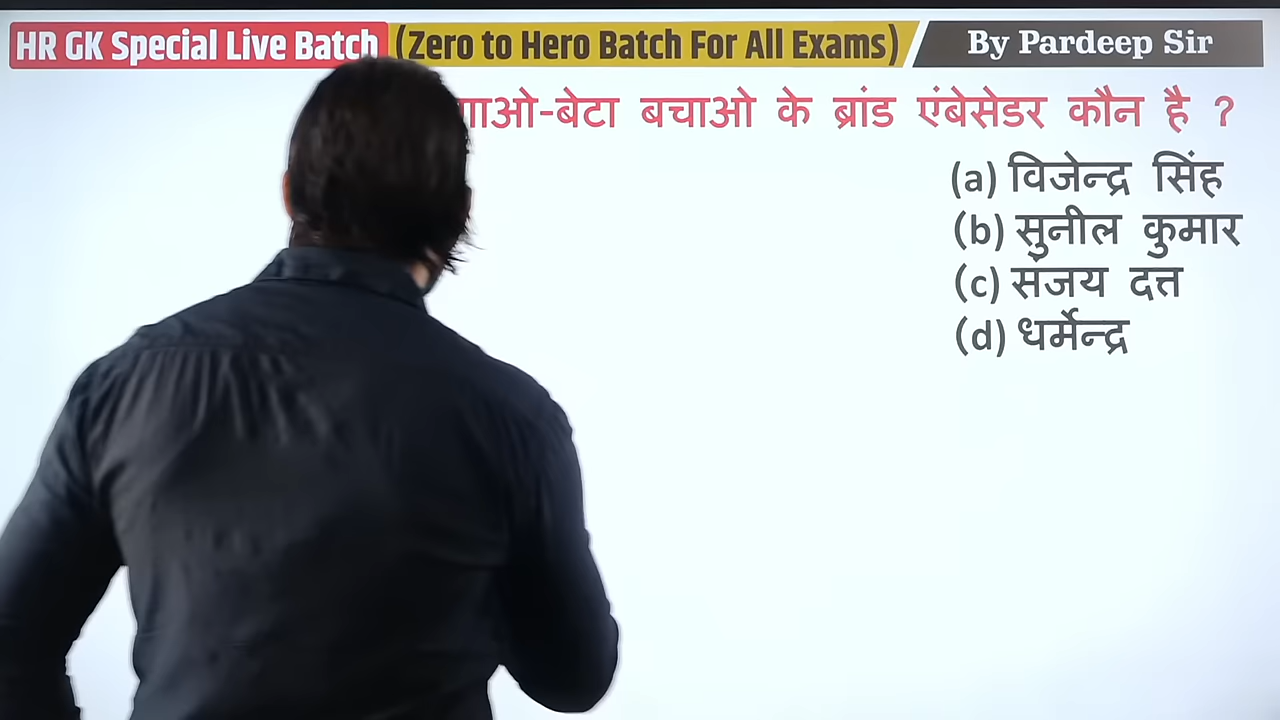 HR GK Special Live Batch (Zero to Hero Batch For All Exams) By Pardeep Sir
बेटा बचाओ के ब्रांड एंबेसेडर कौन है ?
(a) विजेन्द्र सिंह
(b) सुनील कुमार
(c) संजय दत्त
(d) धर्मेन्द्र